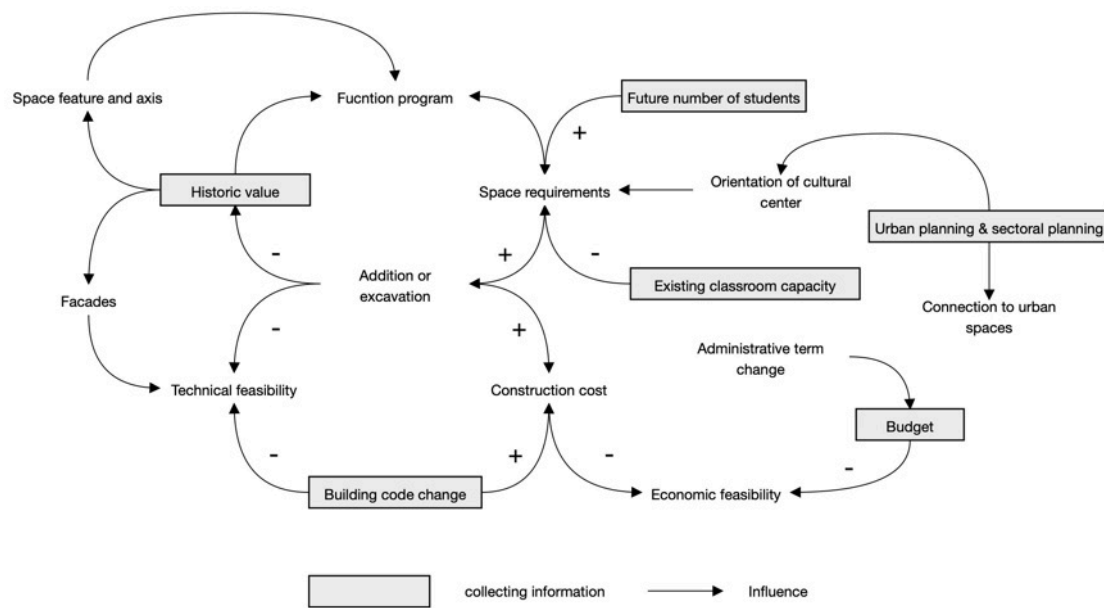 Space feature and axis
Fucntion program
Future number of students
+
Historic value
Space requirements
Orientation of cultural
center
Urban planning & sectoral planning
-
+
-
Addition or
excavation
Existing classroom capacity
Facades
Connection to urban
spaces
-
+
Administrative term
change
Technical feasibility
Construction cost
Budget
-
+
-
-
Building code change
Economic feasibility
collecting information
Influence